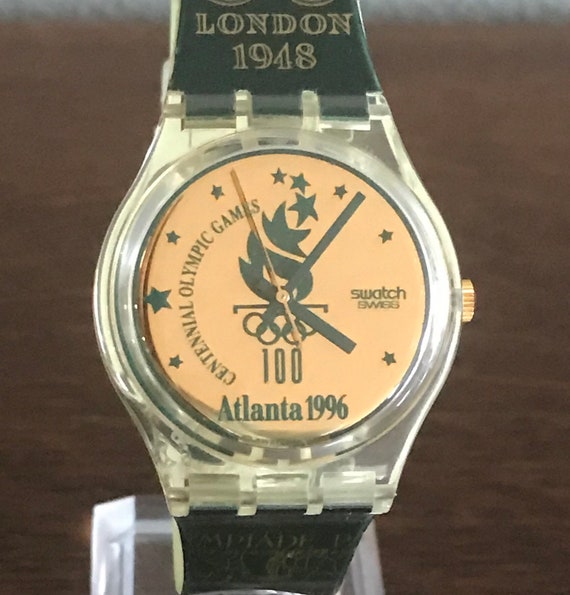 LONDON
1948
CENTENNIAL OLYMPIC GAMES
swatch
SWISS
100
Atlanta 1996